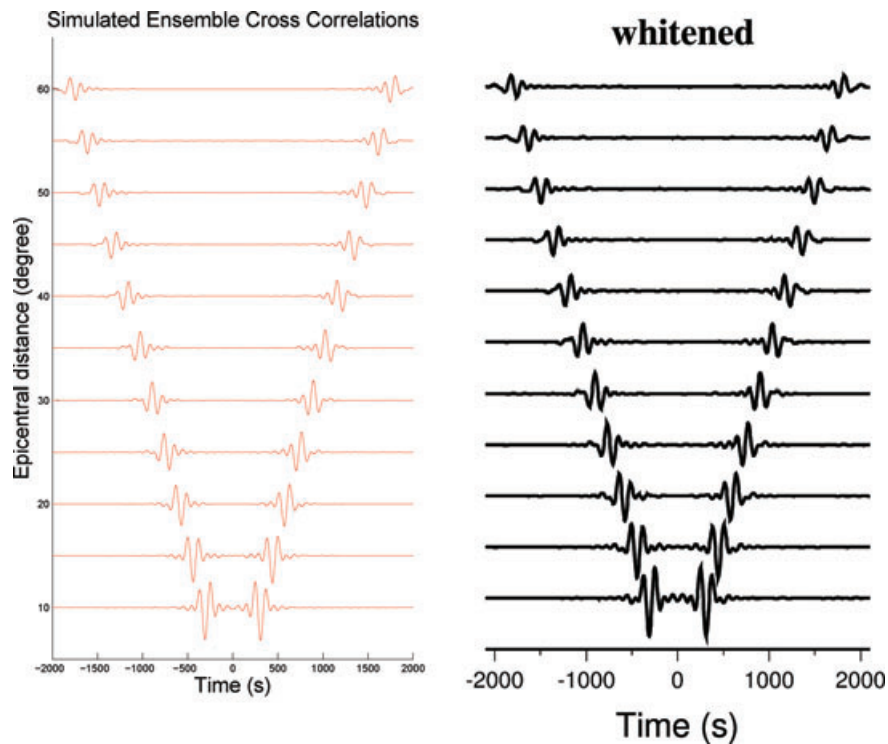 Simulated Ensemble Cross Correlations
Epicentral distance (degree)
60
50
40
30
20
10
−2000 −1500 −1000 −500 0 500 1000 1500 2000
Time (s)
whitened
-2000 -1000 0 1000 2000
Time (s)